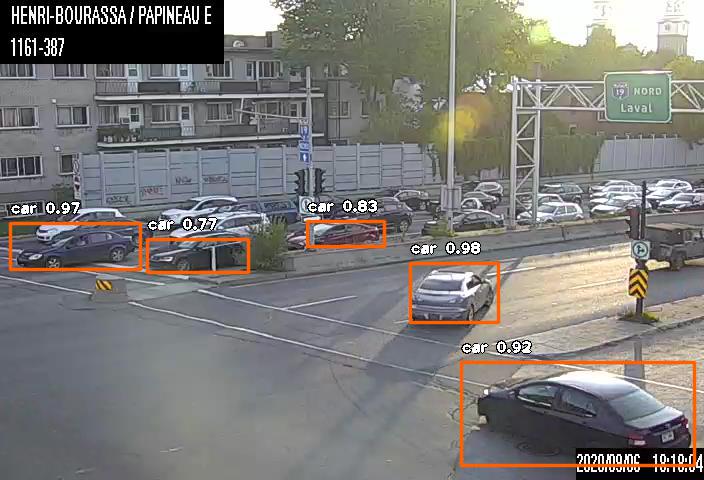 HENRI-BOURASSA / PAPINEAU E
1161-387
19 NORD
Laval
car 0.97
car 0.77
car 0.83
car 0.98
car 0.92
2020/09/06 18:18:04